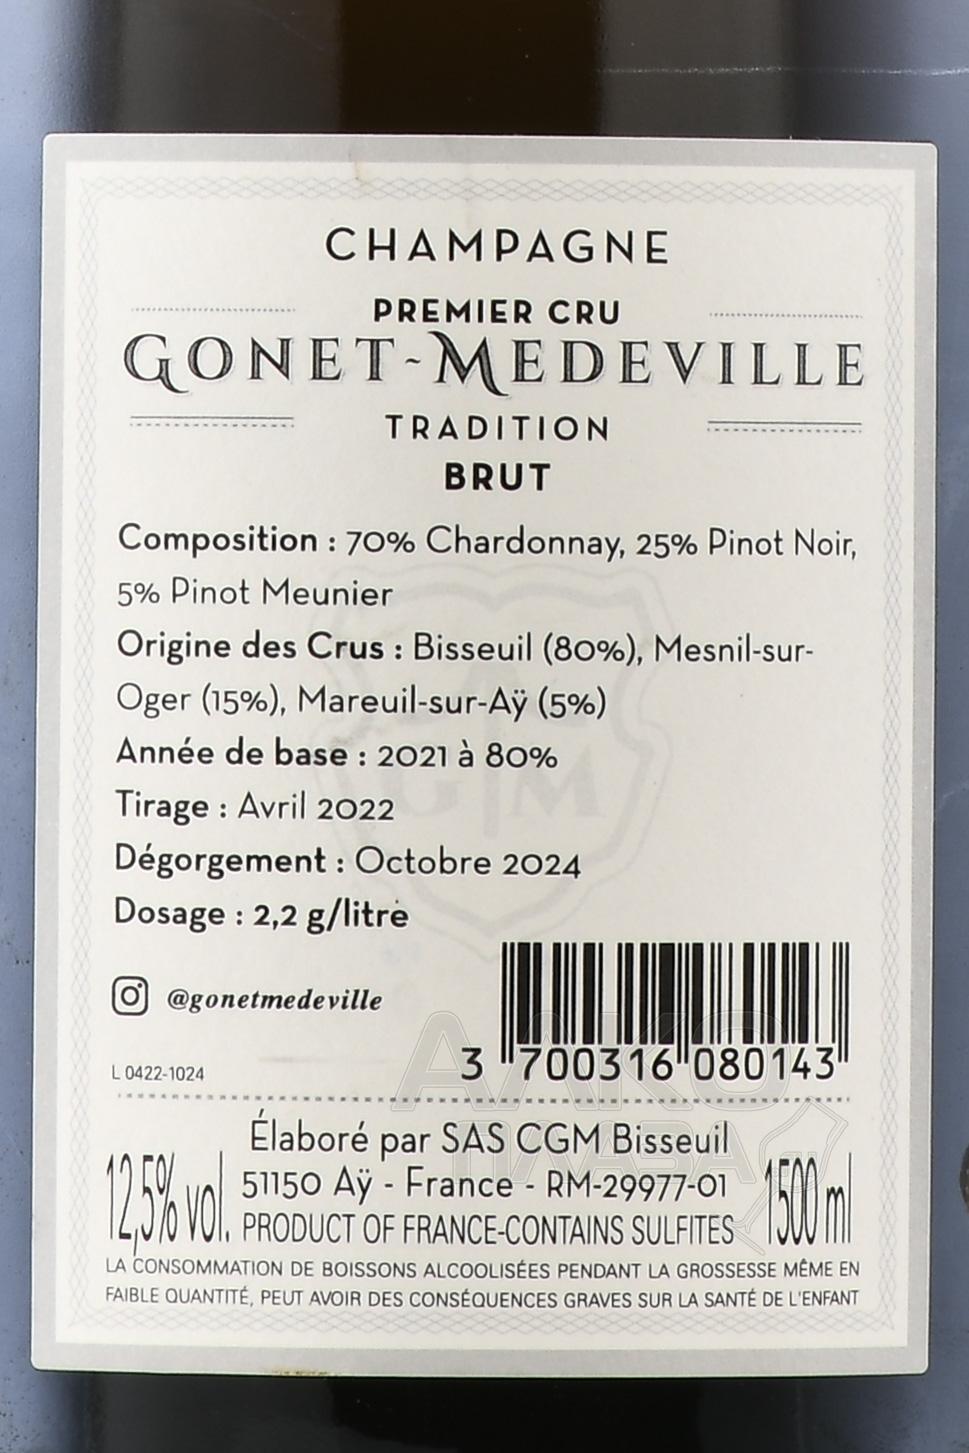 CHAMPAGNE
PREMIER CRU
GONET-MEDEVILLE
TRADITION
BRUT
Composition : 70% Chardonnay, 25% Pinot Noir,
5% Pinot Meunier
Origine des Crus : Bisseuil (80%), Mesnil-sur-
Oger (15%), Mareuil-sur-Aÿ (5%)
Année de base : 2021 à 80%
Tirage : Avril 2022
Dégorgement : Octobre 2024
Dosage : 2,2 g/litre
GM
@gonetmedeville
3 700316 080143
L 0422-1024
Élaboré par SAS CGM Bisseuil
51150 Aÿ - France - RM-29977-01
12,5% vol. PRODUCT OF FRANCE-CONTAINS SULFITES 1500 ml
LA CONSOMMATION DE BOISSONS ALCOOLISÉES PENDANT LA GROSSESSE MÊME EN
FAIBLE QUANTITÉ, PEUT AVOIR DES CONSÉQUENCES GRAVES SUR LA SANTÉ DE L'ENFANT